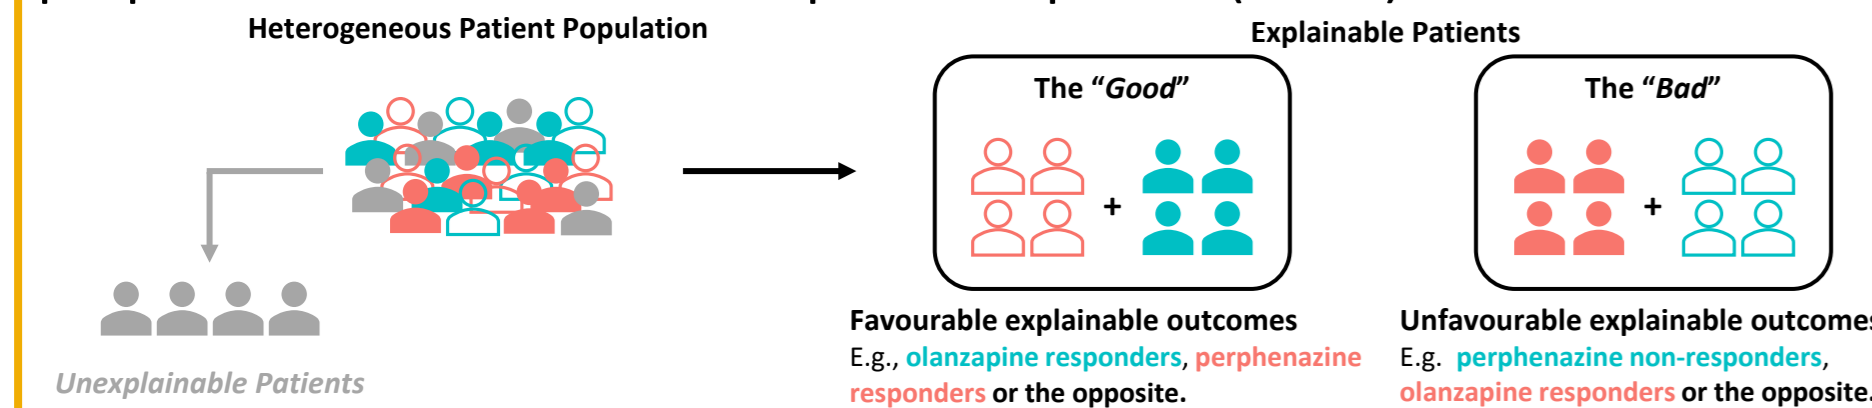 Heterogeneous Patient Population
Explainable Patients
The “Good”
The “Bad”
+
+
Unexplainable Patients
Favourable explainable outcomes
E.g., olanzapine responders, perphenazine
responders or the opposite.
Unfavourable explainable outcomes
E.g. perphenazine non-responders,
olanzapine responders or the opposite.